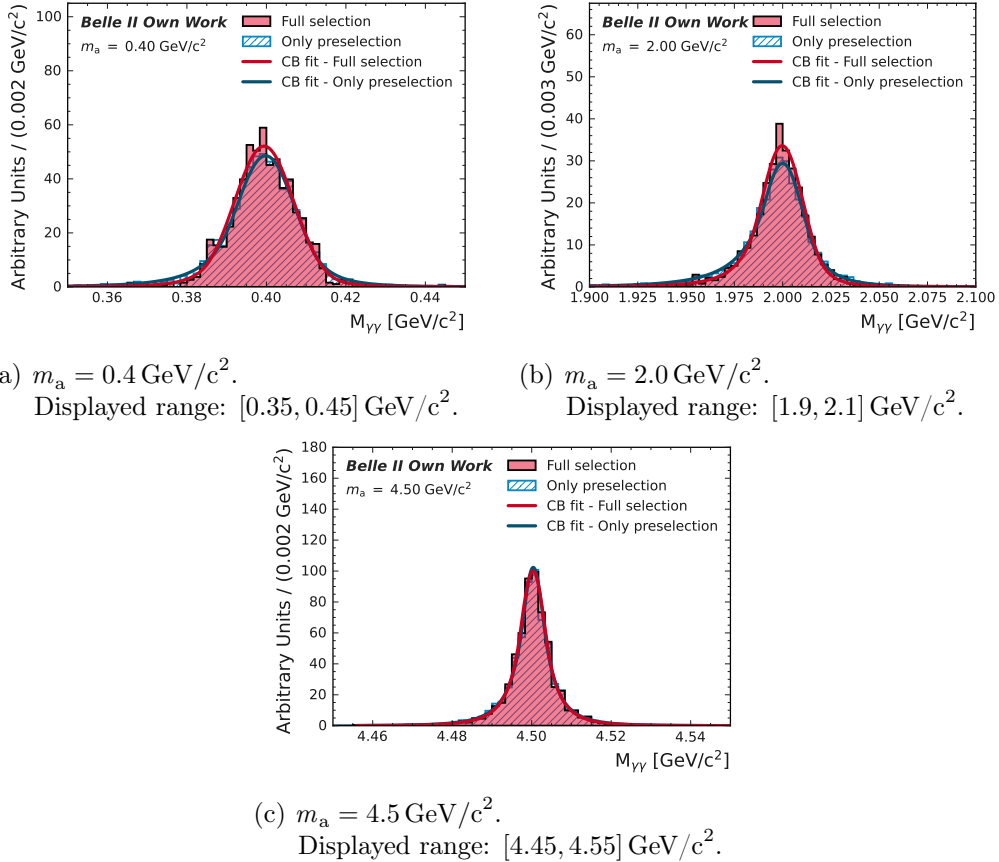 Belle II Own Work
mₐ = 0.40 GeV/c²
Full selection
Only preselection
CB fit - Full selection
CB fit - Only preselection
Arbitrary Units / (0.002 GeV/c²)
100
80
60
40
20
0
0.36 0.38 0.40 0.42 0.44
M_γγ [GeV/c²]
a) mₐ = 0.4 GeV/c².
Displayed range: [0.35, 0.45] GeV/c².
Belle II Own Work
mₐ = 2.00 GeV/c²
Full selection
Only preselection
CB fit - Full selection
CB fit - Only preselection
Arbitrary Units / (0.003 GeV/c²)
60
50
40
30
20
10
0
1.900 1.925 1.950 1.975 2.000 2.025 2.050 2.075 2.100
M_γγ [GeV/c²]
(b) mₐ = 2.0 GeV/c².
Displayed range: [1.9, 2.1] GeV/c².
Belle II Own Work
mₐ = 4.50 GeV/c²
Full selection
Only preselection
CB fit - Full selection
CB fit - Only preselection
Arbitrary Units / (0.002 GeV/c²)
180
160
140
120
100
80
60
40
20
0
4.46 4.48 4.50 4.52 4.54
M_γγ [GeV/c²]
(c) mₐ = 4.5 GeV/c².
Displayed range: [4.45, 4.55] GeV/c².